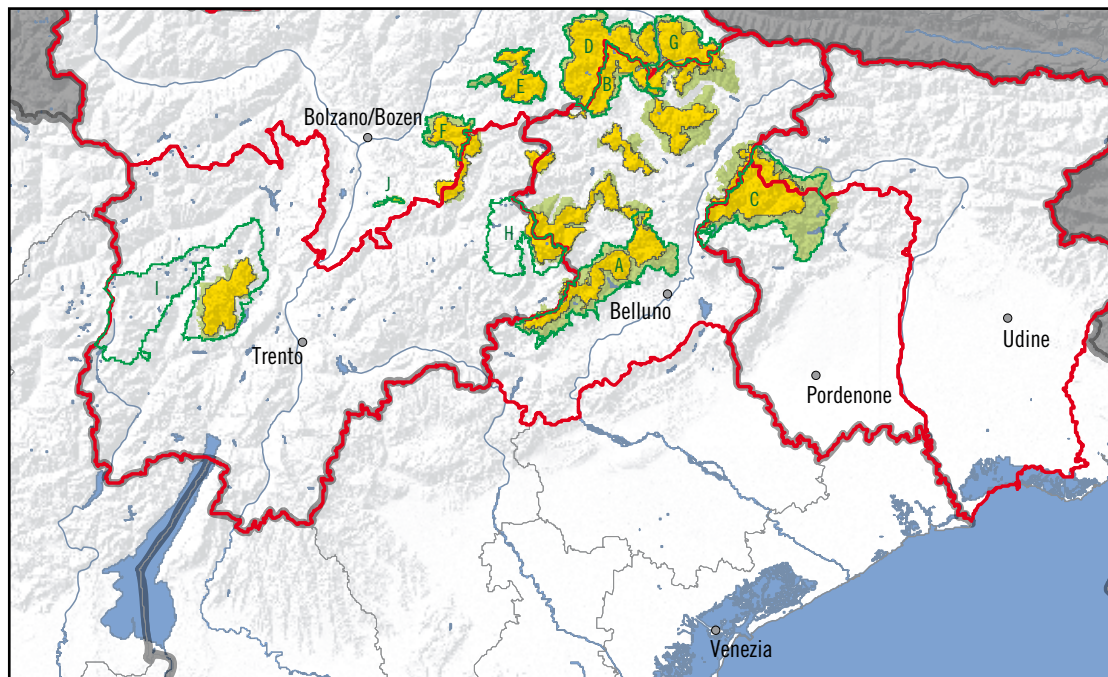 D
G
E
B
Bolzano/Bozen
F
J
C
H
A
I
Belluno
Trento
Udine
Pordenone
Venezia